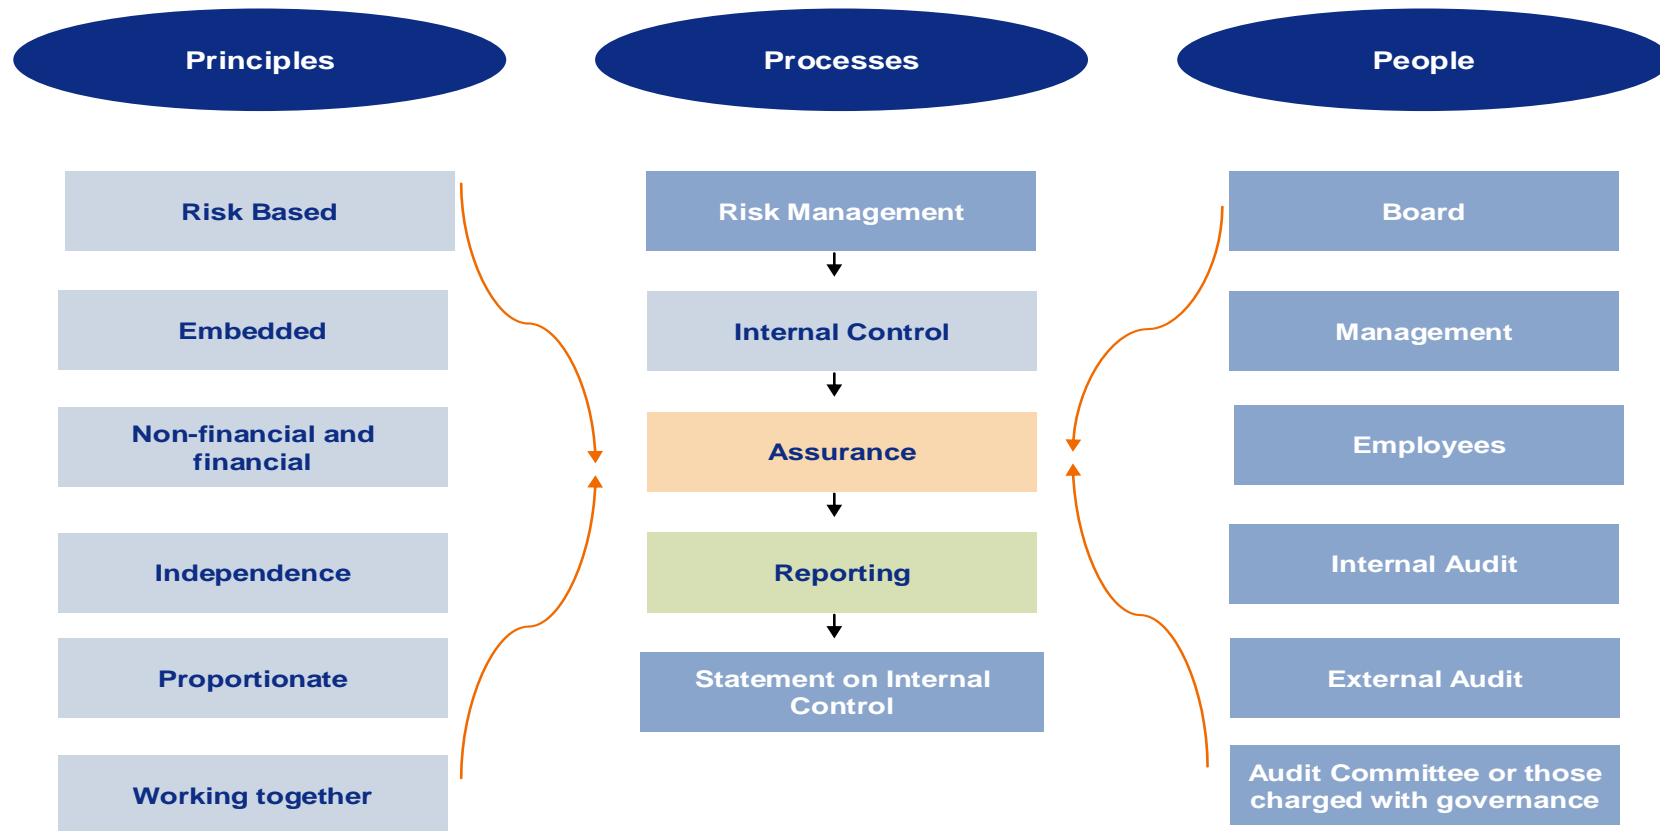 Principles
Processes
People
Risk Based
Embedded
Non-financial and
financial
Independence
Proportionate
Working together
Risk Management
Internal Control
Assurance
Reporting
Statement on Internal
Control
Board
Management
Employees
Internal Audit
External Audit
Audit Committee or those
charged with governance